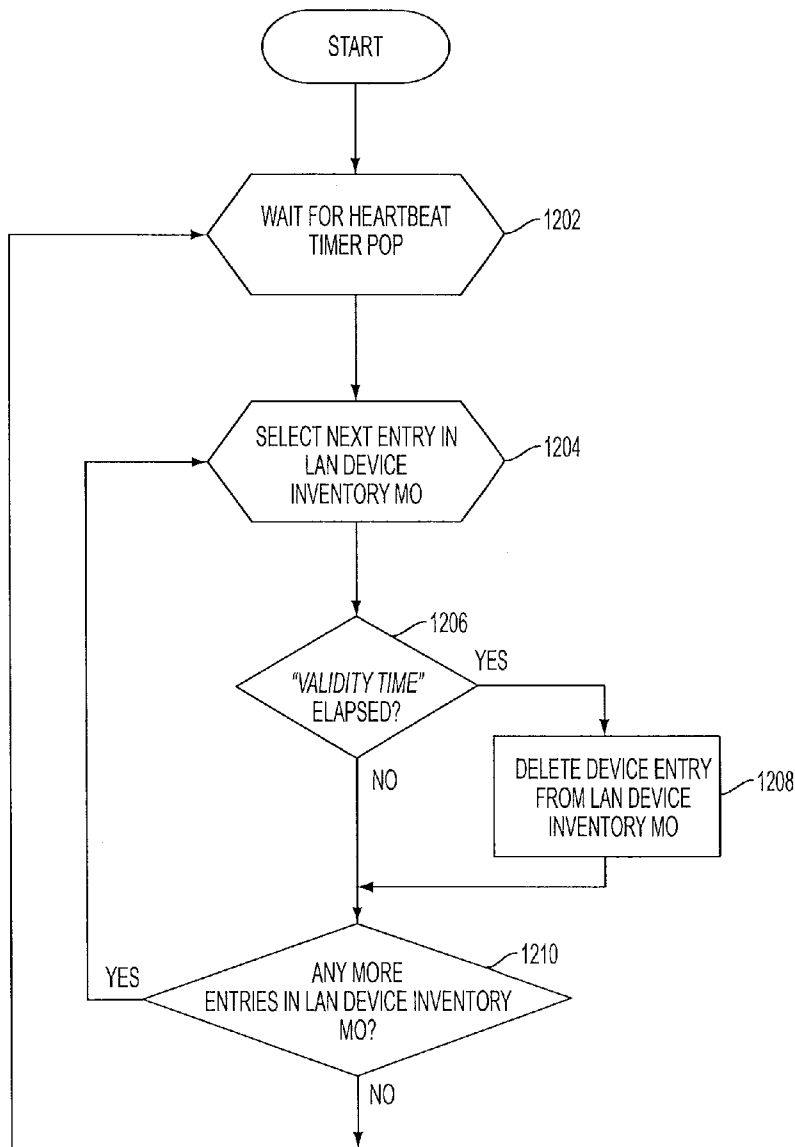 START
WAIT FOR HEARTBEAT
TIMER POP
1202
SELECT NEXT ENTRY IN
LAN DEVICE
INVENTORY MO
1204
1206
"VALIDITY TIME"
ELAPSED?
YES
NO
DELETE DEVICE ENTRY
FROM LAN DEVICE
INVENTORY MO
1208
1210
YES
ANY MORE
ENTRIES IN LAN DEVICE INVENTORY
MO?
NO